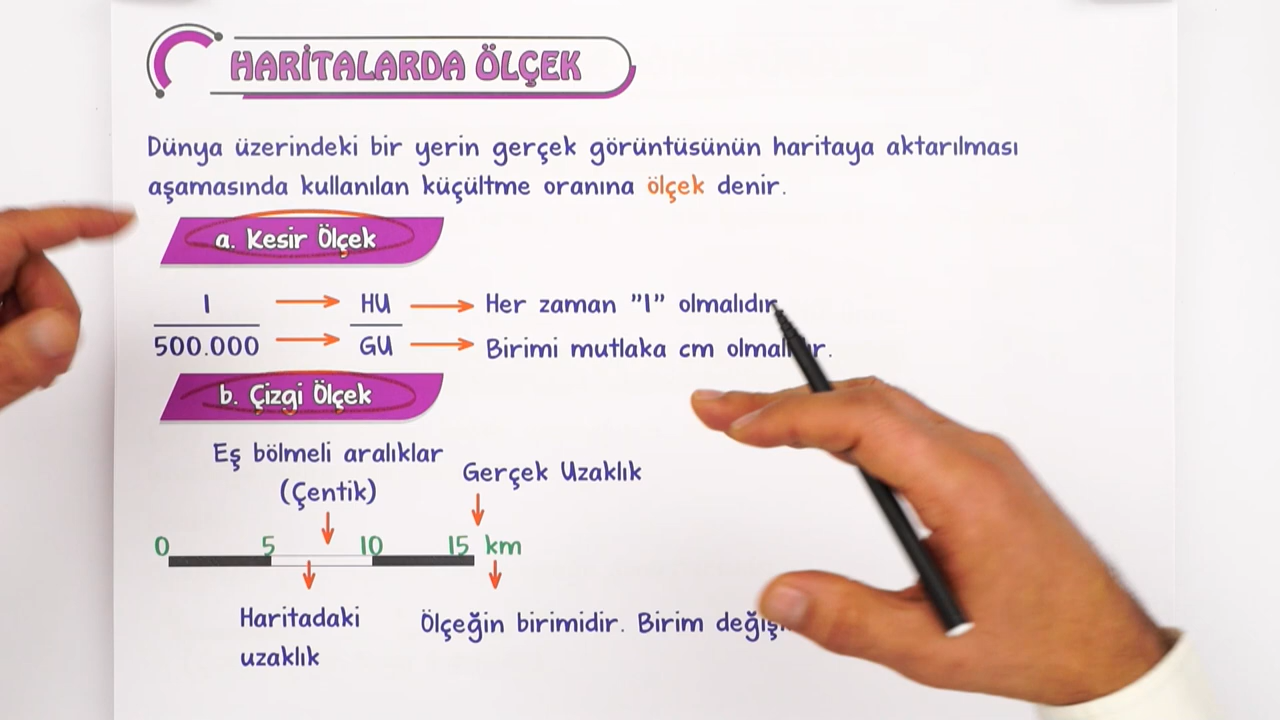 HARİTALARDA ÖLÇEK
Dünya üzerindeki bir yerin gerçek görüntüsünün haritaya aktarılması
aşamasında kullanılan küçültme oranına ölçek denir.
a. Kesir Ölçek
1 HU Her zaman "1" olmalıdır.
500.000 GU Birimi mutlaka cm
b. Çizgi Ölçek
Eş bölmeli aralıklar
(Çentik)
Gerçek Uzaklık
0 5 10 15 km
Haritadaki
uzaklık
Ölçeğin birimidir. Birim